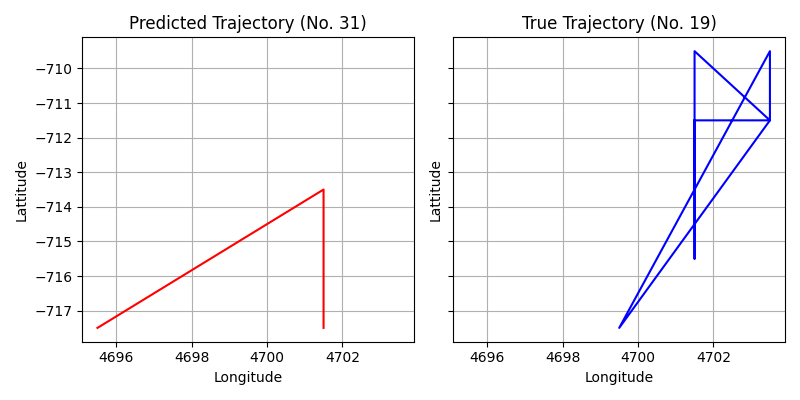 Predicted Trajectory (No. 31)
True Trajectory (No. 19)
Lattitude
−710
−711
−712
−713
−714
−715
−716
−717
4696
4698
4700
4702
Longitude
Lattitude
4696
4698
4700
4702
Longitude